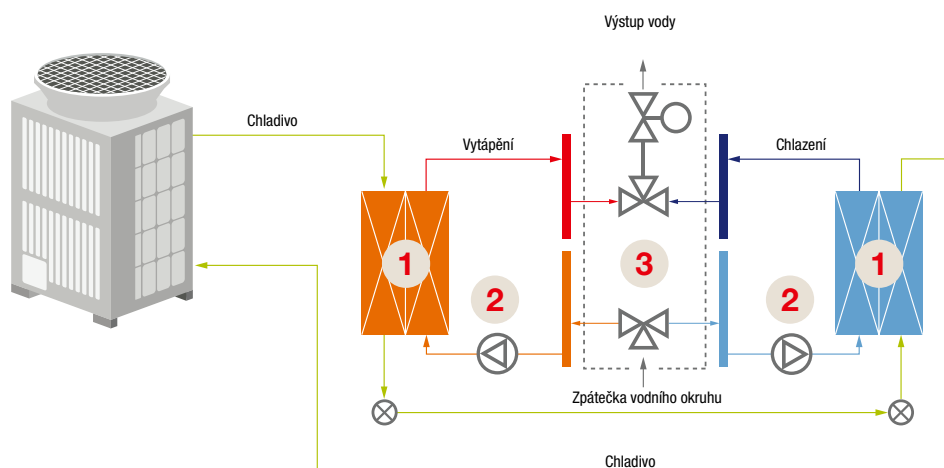 Výstup vody
Chladivo
Vytápění
Chlazení
1
3
1
2
2
Zpátečka vodního okruhu
Chladivo